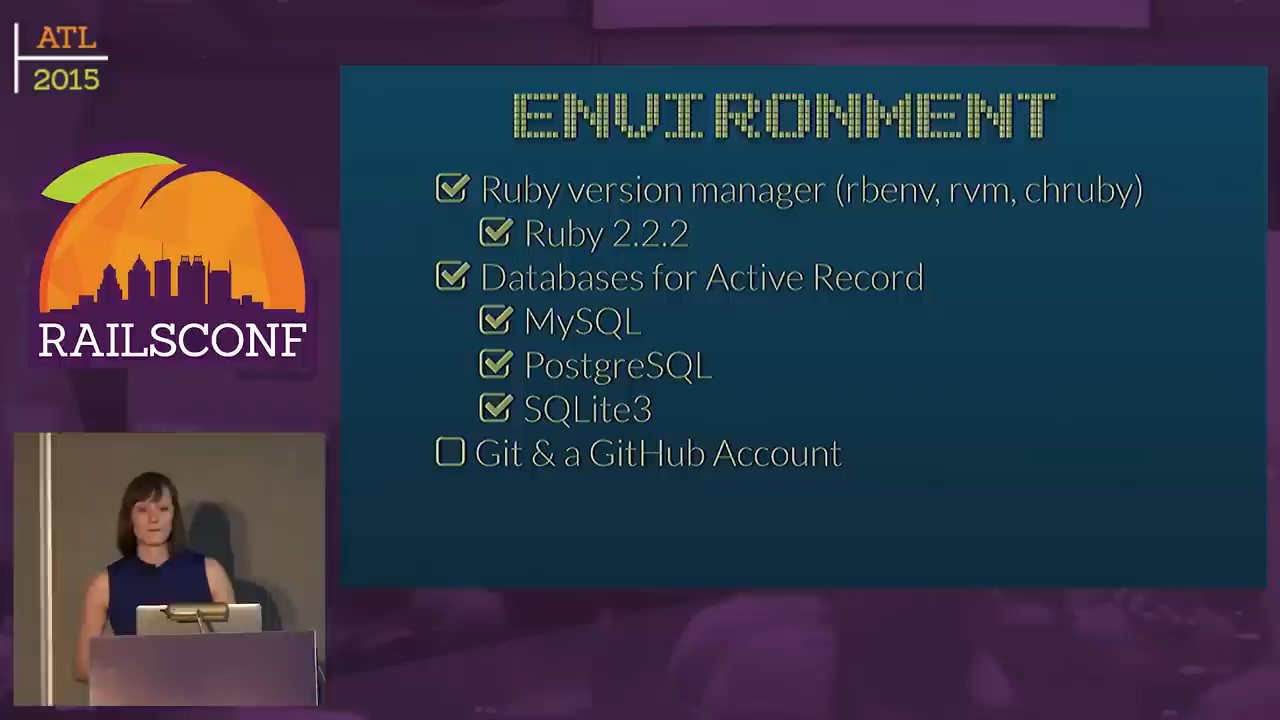 ATL
2015
RAILSCONF
ENVIRONMENT
Ruby version manager (rbenv, rvm, chruby)
Ruby 2.2.2
Databases for Active Record
MySQL
PostgreSQL
SQLite3
Git & a GitHub Account